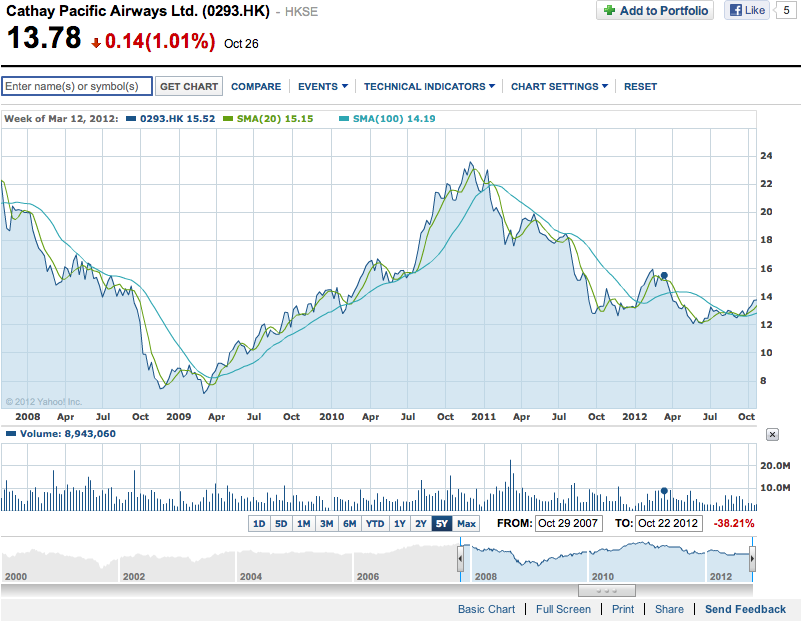 Cathay Pacific Airways Ltd. (0293.HK) - HKSE
Add to Portfolio
Like
5
13.78 0.14(1.01%) Oct 26
Enter name(s) or symbol(s) GET CHART COMPARE EVENTS TECHNICAL INDICATORS CHART SETTINGS RESET
Week of Mar 12, 2012: 0293.HK 15.52 SMA(20) 15.15 SMA(100) 14.19
24
22
20
18
16
14
12
10
8
© 2012 Yahoo! Inc.
2008 Apr Jul Oct 2009 Apr Jul Oct 2010 Apr Jul Oct 2011 Apr Jul Oct 2012 Apr Jul Oct
Volume: 8,943,060
20.0M
10.0M
1D 5D 1M 3M 6M YTD 1Y 2Y 5Y Max FROM: Oct 29 2007 TO: Oct 22 2012 -38.21%
2000 2002 2004 2006 2008 2010 2012
Basic Chart Full Screen Print Share Send Feedback